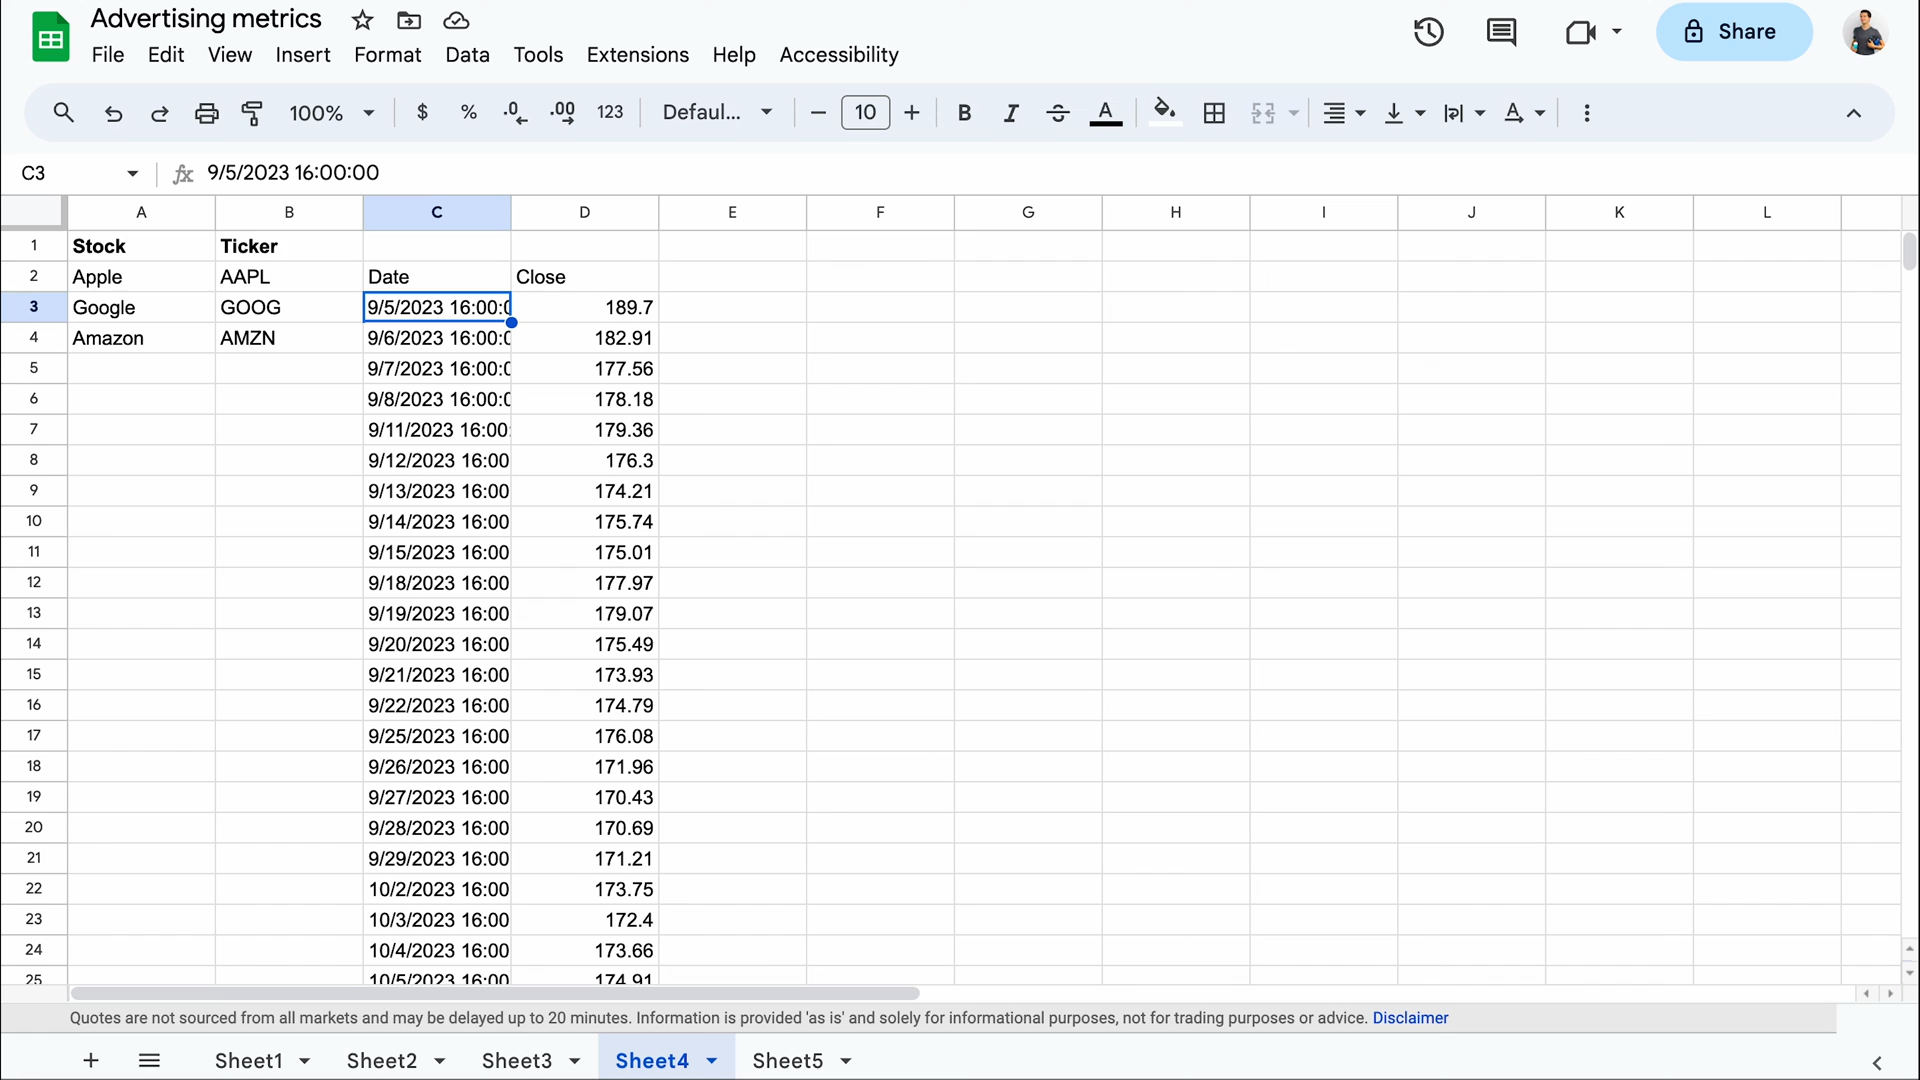 Advertising metrics
File Edit View Insert Format Data Tools Extensions Help Accessibility
Share
100% $ % .0 .00 123 Defaul... 10 B I A A
C3 fx 9/5/2023 16:00:00
A B C D E F G H I J K L
1 Stock Ticker
2 Apple AAPL Date Close
3 Google GOOG 9/5/2023 16:00:0 189.7
4 Amazon AMZN 9/6/2023 16:00:0 182.91
5 9/7/2023 16:00:0 177.56
6 9/8/2023 16:00:0 178.18
7 9/11/2023 16:00: 179.36
8 9/12/2023 16:00 176.3
9 9/13/2023 16:00 174.21
10 9/14/2023 16:00 175.74
11 9/15/2023 16:00 175.01
12 9/18/2023 16:00 177.97
13 9/19/2023 16:00 179.07
14 9/20/2023 16:00 175.49
15 9/21/2023 16:00 173.93
16 9/22/2023 16:00 174.79
17 9/25/2023 16:00 176.08
18 9/26/2023 16:00 171.96
19 9/27/2023 16:00 170.43
20 9/28/2023 16:00 170.69
21 9/29/2023 16:00 171.21
22 10/2/2023 16:00 173.75
23 10/3/2023 16:00 172.4
24 10/4/2023 16:00 173.66
25 10/5/2023 16:00 174.91
Quotes are not sourced from all markets and may be delayed up to 20 minutes. Information is provided 'as is' and solely for informational purposes, not for trading purposes or advice. Disclaimer
Sheet1 Sheet2 Sheet3 Sheet4 Sheet5